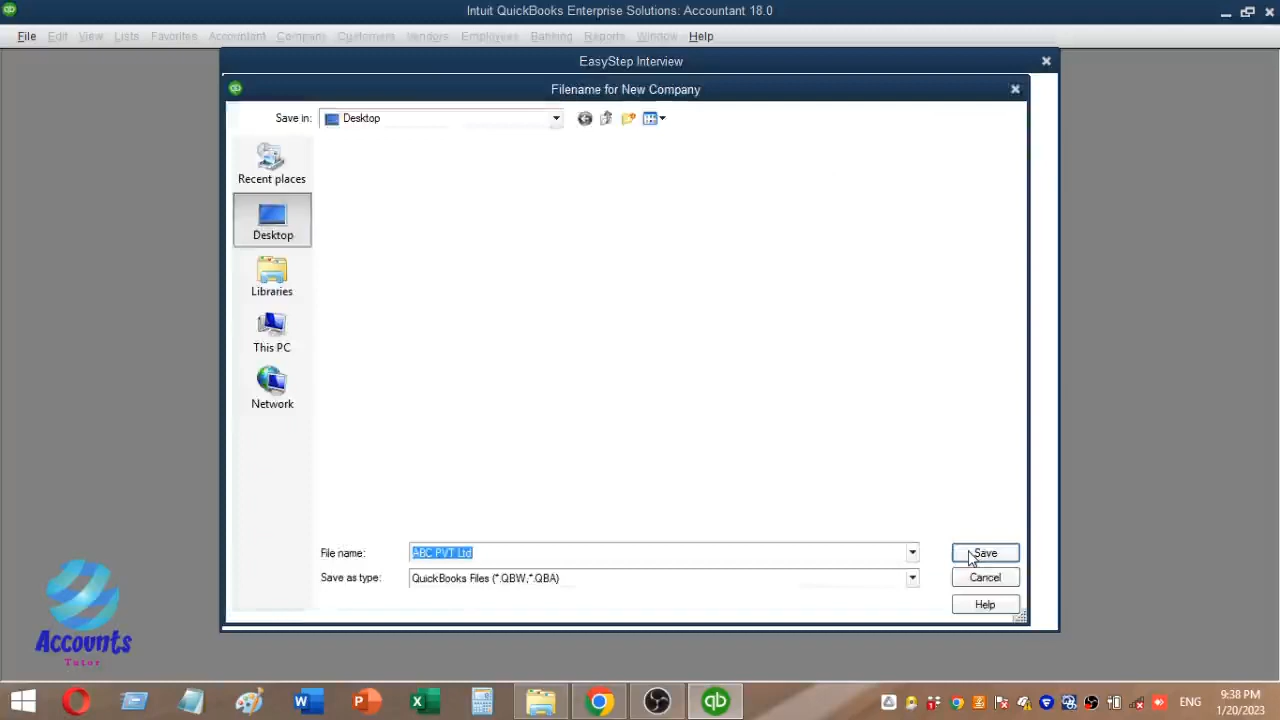 Intuit QuickBooks Enterprise Solutions: Accountant 18.0
File Edit View Lists Favorites Accountant Company Customers Vendors Employees Banking Reports Window Help
EasyStep Interview
Filename for New Company
Save in: Desktop
Recent places
Desktop
Libraries
This PC
Network
File name: ABC PVT Ltd Save
Save as type: QuickBooks Files (*.QBW,*.QBA) Cancel
Help
Accounts
Tutor
ENG
9:38 PM
1/20/2023